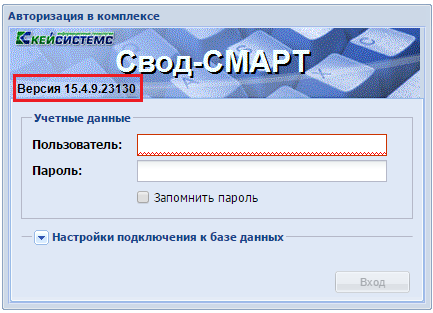 Авторизация в комплексе
КЕЙСИСТЕМС
Свод-СМАРТ
Версия 15.4.9.23130
Учетные данные
Пользователь:
Пароль:
Запомнить пароль
Настройки подключения к базе данных
Вход